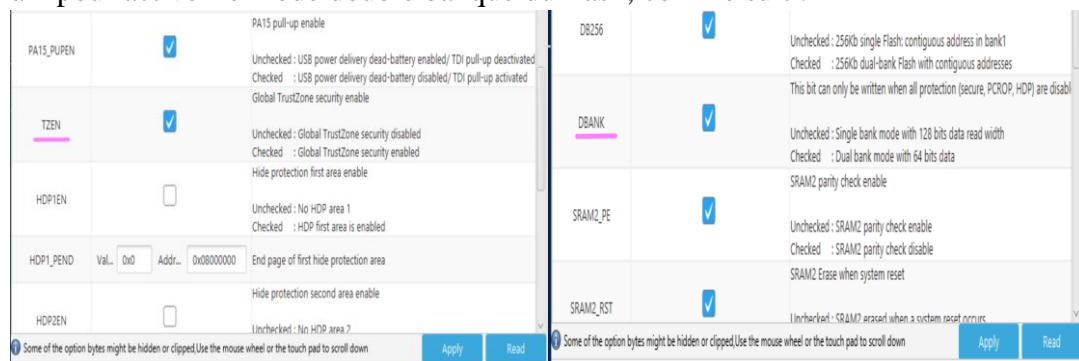 PA15_PUPEN
PA15 pull-up enable
Unchecked : USB power delivery dead-battery enabled/ TDI pull-up deactivated
Checked : USB power delivery dead-battery disabled/ TDI pull-up activated
TZEN
Global TrustZone security enable
Unchecked : Global TrustZone security disabled
Checked : Global TrustZone security enabled
HDP1EN
Hide protection first area enable
Unchecked : No HDP area 1
Checked : HDP first area is enabled
HDP1_PEND
Val... 0x0 Addr... 0x08000000
End page of first hide protection area
HDP2EN
Hide protection second area enable
Unchecked : No HDP area 2
Some of the option bytes might be hidden or clipped,Use the mouse wheel or the touch pad to scroll down
Apply Read
DB256
Unchecked : 256Kb single Flash: contiguous address in bank1
Checked : 256Kb dual-bank Flash with contiguous addresses
DBANK
This bit can only be written when all protection (secure, PCROP, HDP) are disabl
Unchecked : Single bank mode with 128 bits data read width
Checked : Dual bank mode with 64 bits data
SRAM2_PE
SRAM2 parity check enable
Unchecked : SRAM2 parity check enable
Checked : SRAM2 parity check disable
SRAM2_RST
SRAM2 Erase when system reset
Unchecked : SRAM2 erased when a system reset occurs
Some of the option bytes might be hidden or clipped,Use the mouse wheel or the touch pad to scroll down
Apply Read